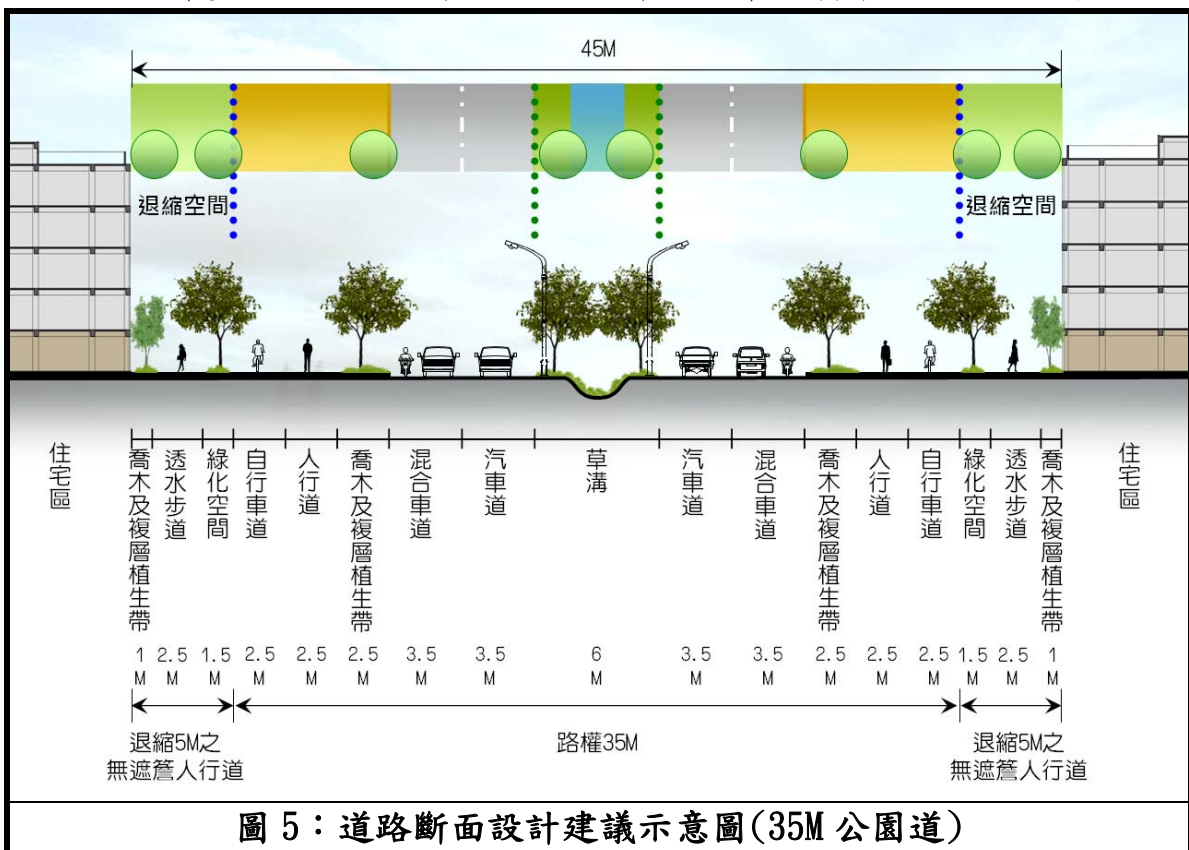 45M
退縮空間
退縮空間
住宅區
喬木及複層植生帶
透水步道
綠化空間
自行車道
人行道
喬木及複層植生帶
混合車道
汽車道
草溝
汽車道
混合車道
喬木及複層植生帶
人行道
自行車道
綠化空間
透水步道
喬木及複層植生帶
住宅區
1 2.5 1.5 2.5 2.5 2.5 3.5 3.5 6 3.5 3.5 2.5 2.5 2.5 1.5 2.5 1
M M M M M M M M M M M M M M M M M
退縮5M之
無遮簷人行道
路權35M
退縮5M之
無遮簷人行道
圖 5：道路斷面設計建議示意圖(35M 公園道)